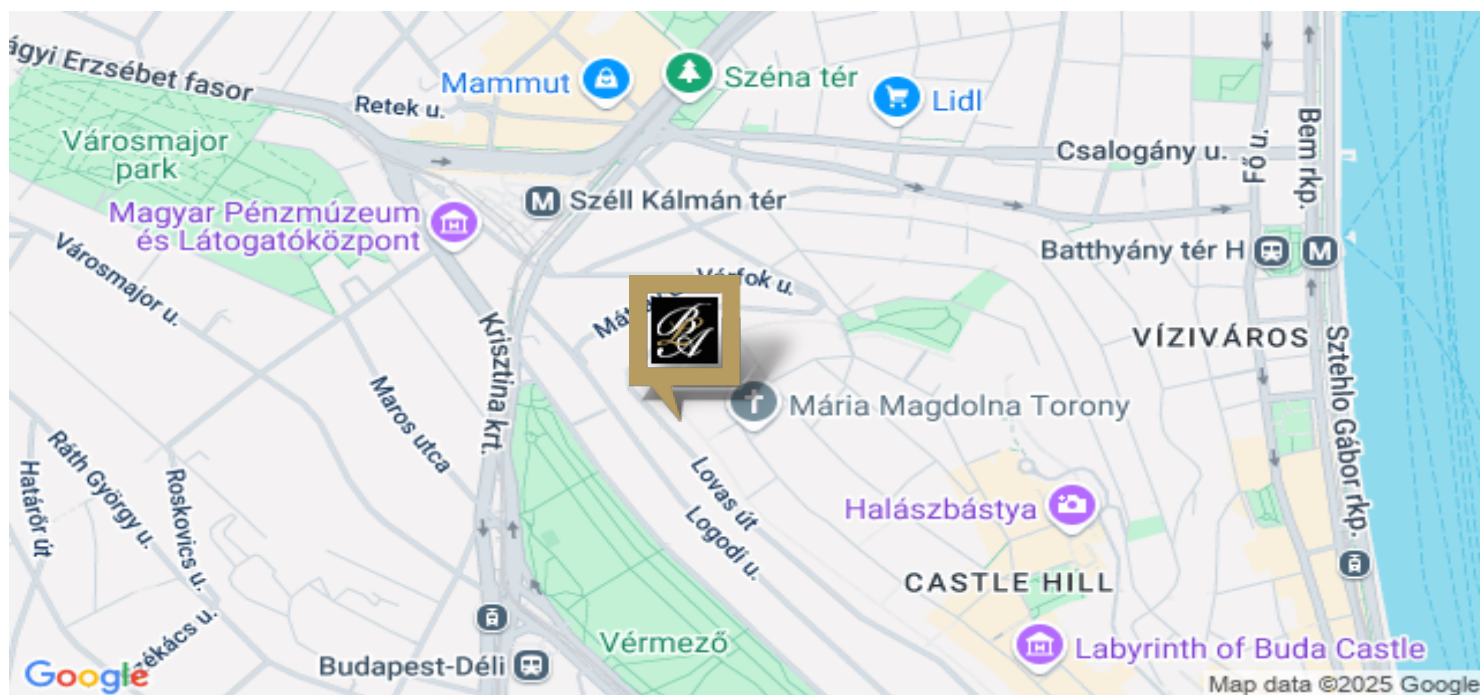 ágyi Erzsébet fasor
Mammut
Széna tér
Lidl
Retek u.
Városmajor
park
Csalogány u.
Fő u.
Bem rkp.
M
Széll Kálmán tér
Magyar Pénzmúzeum
és Látogatóközpont
Batthyány tér H
M
Városmajor u.
Várfok u.
Krisztina krt.
BLA
VÍZIVÁROS
Sztehlo Gábor rkp.
Maros utca
Mária Magdolna Torony
Ráth György u.
Roskovics u.
Határőr út
Lovas út
Logodi u.
Halászbástya
CASTLE HILL
Vérmező
Labyrinth of Buda Castle
Budapest-Déli
Google
Map data ©2025 Google